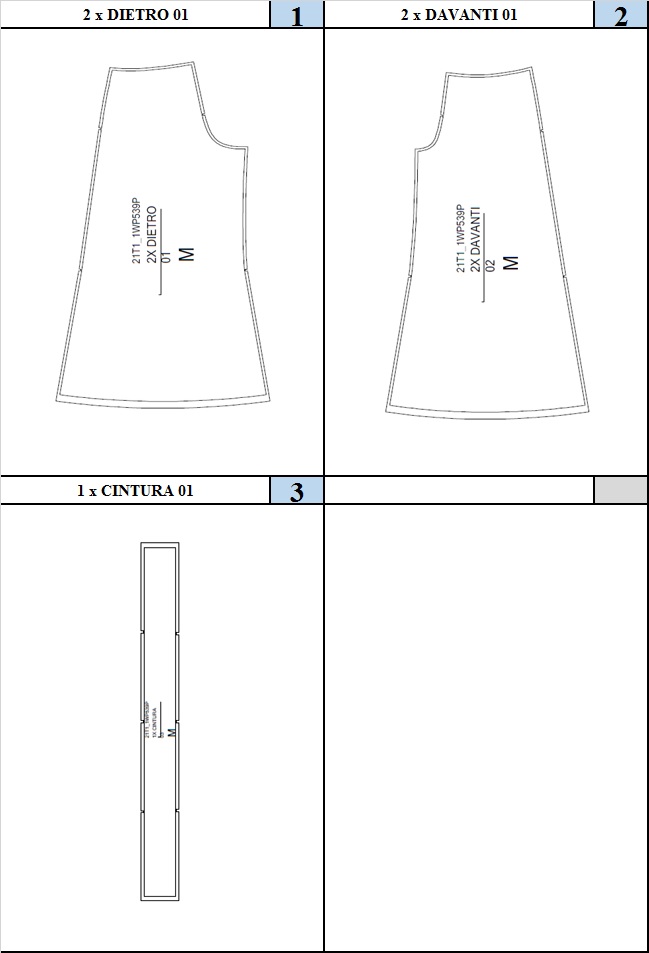 2 x DIETRO 01
1
2 x DAVANTI 01
2
21T1_1WP539P
2X DIETRO
01
M
21T1_1WP539P
2X DAVANTI
02
M
1 x CINTURA 01
3
21T1_1WP539P
1X CINTURA
M